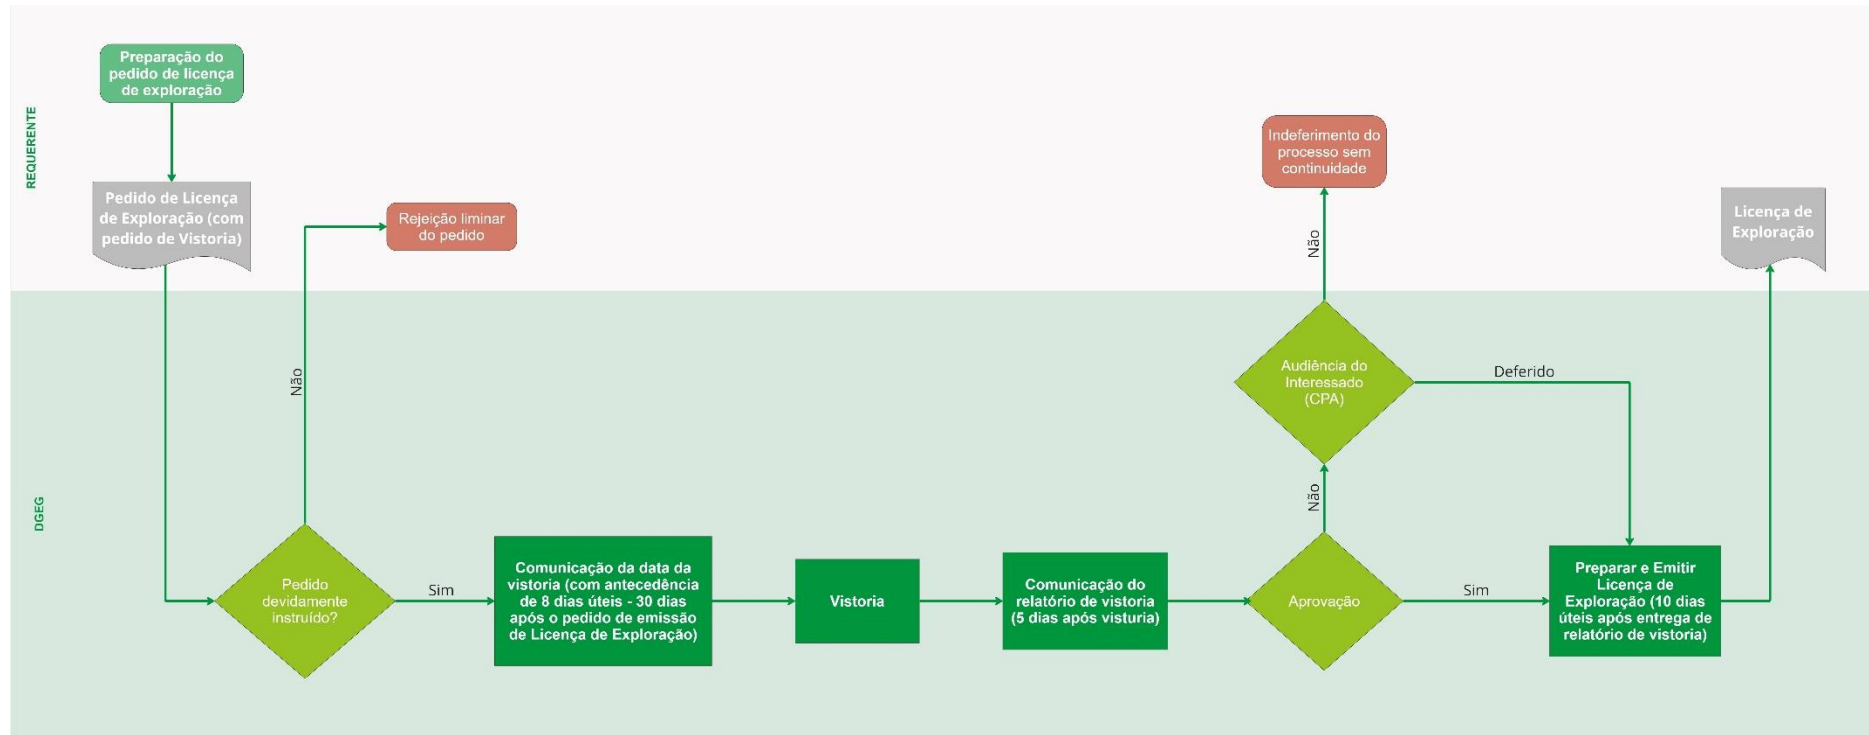 REQUERENTE
Preparação do
pedido de licença
de exploração
Pedido de Licença
de Exploração (com
pedido de Vistoria)
Não
Rejeição liminar
do pedido
Indeferimento do
processo sem
continuidade
Não
Licença de
Exploração
DGEG
Audiência do
Interessado
(CPA)
Deferido
Não
Pedido
devidamente
instruído?
Sim
Comunicação da data da
vistoria (com antecedência
de 8 dias úteis - 30 dias
após o pedido de emissão
de Licença de Exploração)
Vistoria
Comunicação do
relatório de vistoria
(5 dias após visturia)
Aprovação
Sim
Preparar e Emitir
Licença de
Exploração (10 dias
úteis após entrega de
relatório de vistoria)